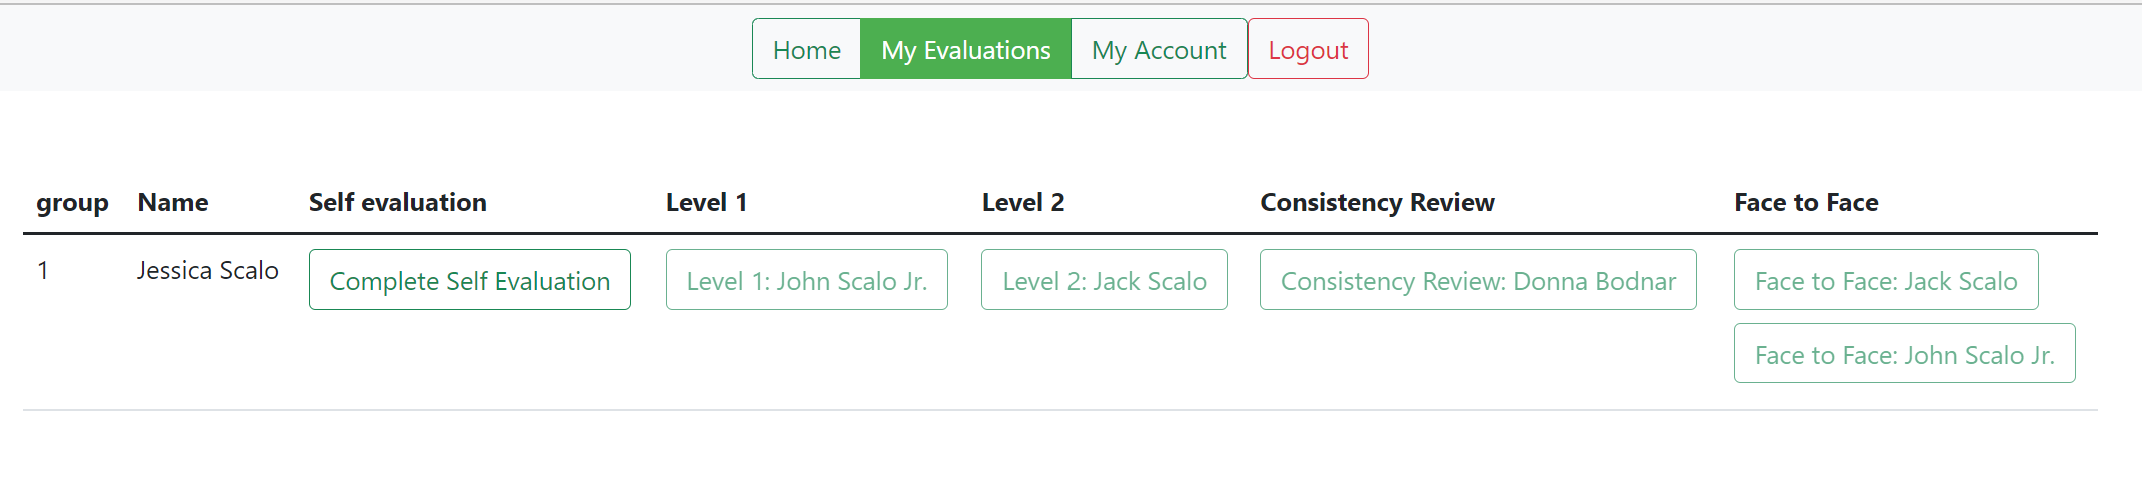 Home My Evaluations My Account Logout
group Name Self evaluation Level 1 Level 2 Consistency Review Face to Face
1 Jessica Scalo Complete Self Evaluation Level 1: John Scalo Jr. Level 2: Jack Scalo Consistency Review: Donna Bodnar Face to Face: Jack Scalo
Face to Face: John Scalo Jr.